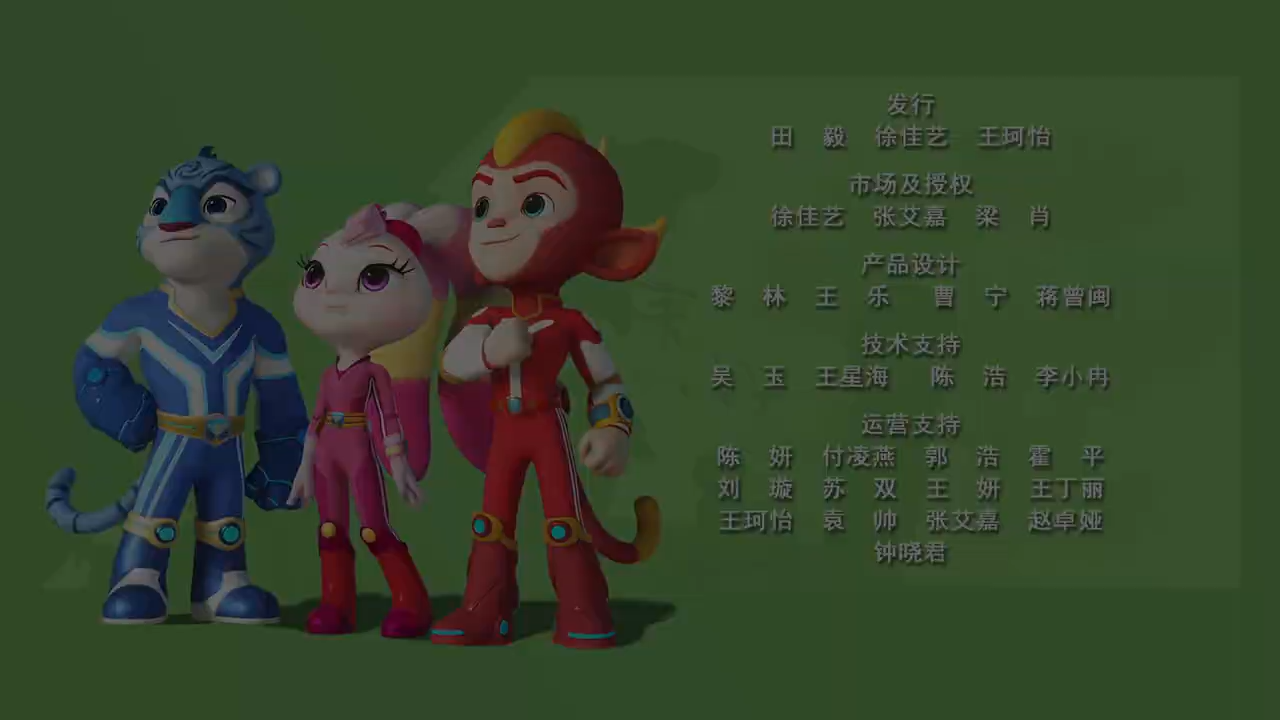 发行
田　毅　徐佳艺　王珂怡
市场及授权
徐佳艺　张艾嘉　梁　肖
产品设计
黎　林　王　乐　曹　宁　蒋曾闽
技术支持
吴　玉　王星海　陈　浩　李小冉
运营支持
陈　妍　付凌燕　郭　浩　霍　平
刘　璇　苏　双　王　妍　王丁丽
王珂怡　袁　帅　张艾嘉　赵卓娅
钟晓君